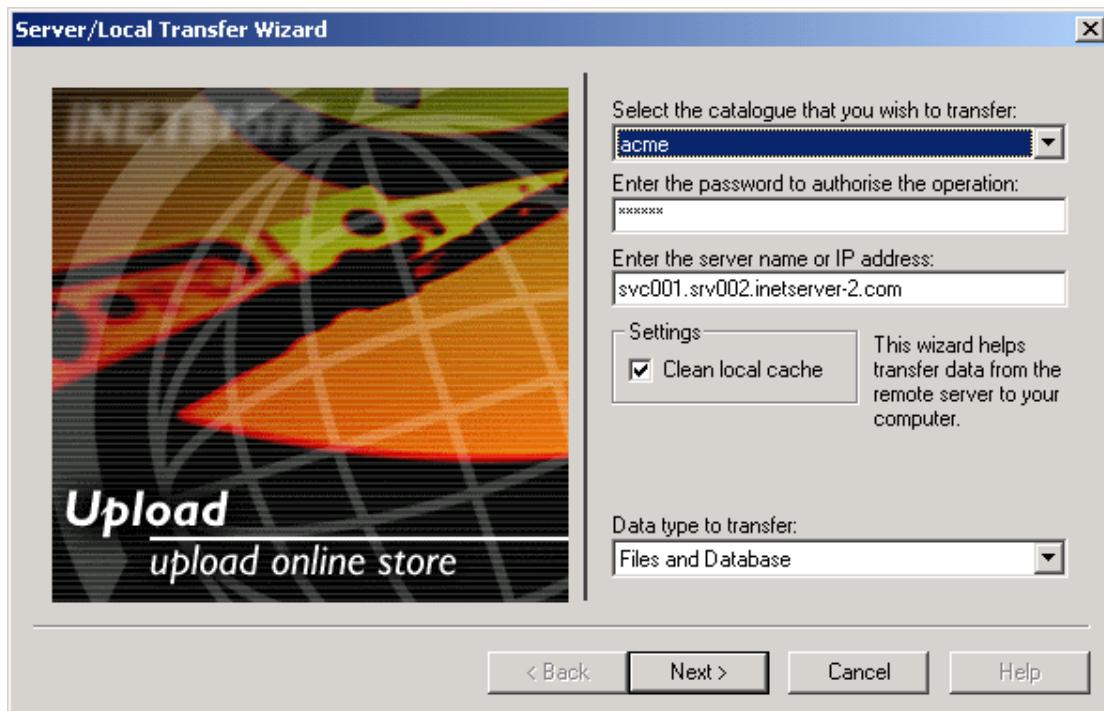 Server/Local Transfer Wizard
INETstore
Select the catalogue that you wish to transfer:
acme
Enter the password to authorise the operation:
******
Enter the server name or IP address:
svc001.srv002.inetserver-2.com
Settings
Clean local cache
This wizard helps
transfer data from the
remote server to your
computer.
Upload
upload online store
Data type to transfer:
Files and Database
< Back
Next >
Cancel
Help